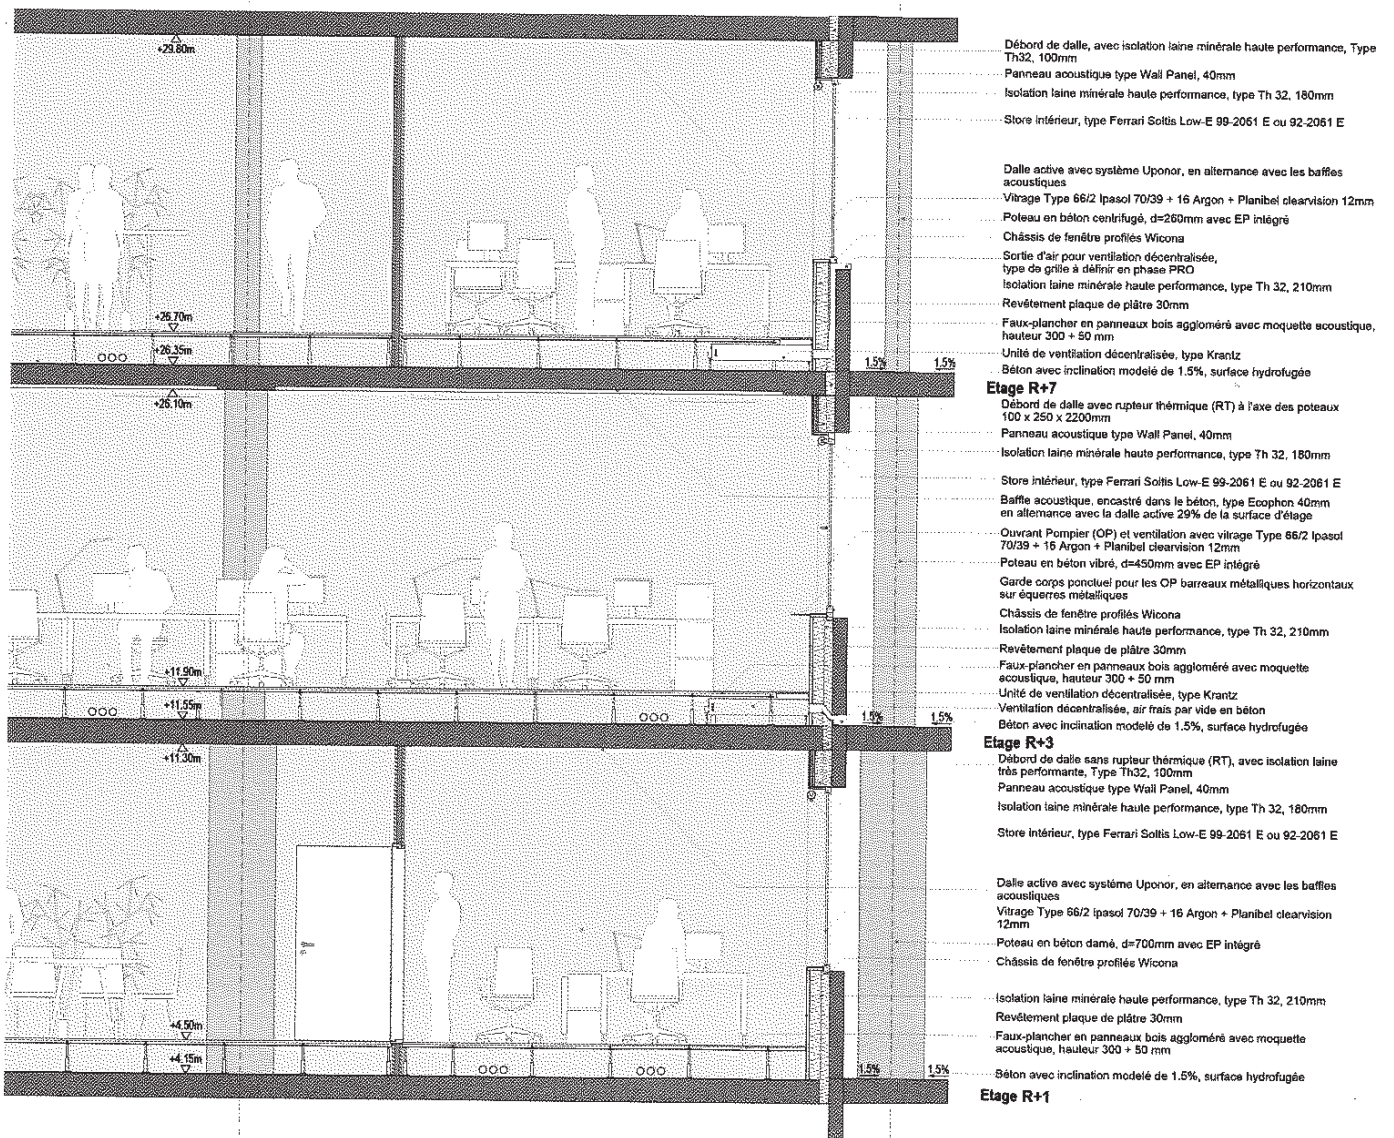 +29.80m
Débord de dalle, avec isolation laine minérale haute performance, Type
Th32, 100mm
Panneau acoustique type Wall Panel, 40mm
Isolation laine minérale haute performance, type Th 32, 180mm
Store intérieur, type Ferrari Soltis Low-E 99-2061 E ou 92-2061 E
Dalle active avec système Uponor, en alternance avec les baffles
acoustiques
Vitrage Type 66/2 Ipasol 70/39 + 16 Argon + Planibel clearvision 12mm
Poteau en béton centrifugé, d=260mm avec EP intégré
Châssis de fenêtre profilés Wicona
Sortie d'air pour ventilation décentralisée,
type de grille à définir en phase PRO
Isolation laine minérale haute performance, type Th 32, 210mm
Revêtement plaque de plâtre 30mm
Faux-plancher en panneaux bois aggloméré avec moquette acoustique,
hauteur 300 + 50 mm
Unité de ventilation décentralisée, type Krantz
Béton avec inclination modelé de 1.5%, surface hydrofugée
+26.70m
+26.35m
1.5%
1.5%
Etage R+7
+26.10m
Débord de dalle avec rupteur thérmique (RT) à l'axe des poteaux
100 x 250 x 2200mm
Panneau acoustique type Wall Panel, 40mm
Isolation laine minérale haute performance, type Th 32, 180mm
Store intérieur, type Ferrari Soltis Low-E 99-2061 E ou 92-2061 E
Baffle acoustique, encastré dans le béton, type Ecophon 40mm
en alternance avec la dalle active 29% de la surface d'étage
Ouvrant Pompier (OP) et ventilation avec vitrage Type 66/2 Ipasol
70/39 + 16 Argon + Planibel clearvision 12mm
Poteau en béton vibré, d=450mm avec EP intégré
Garde corps ponctuel pour les OP barreaux métalliques horizontaux
sur équerres métalliques
Châssis de fenêtre profilés Wicona
Isolation laine minérale haute performance, type Th 32, 210mm
Revêtement plaque de plâtre 30mm
Faux-plancher en panneaux bois aggloméré avec moquette
acoustique, hauteur 300 + 50 mm
Unité de ventilation décentralisée, type Krantz
Ventilation décentralisée, air frais par vide en béton
Béton avec inclination modelé de 1.5%, surface hydrofugée
+11.90m
+11.55m
1.5%
1.5%
Etage R+3
+11.30m
Débord de dalle sans rupteur thérmique (RT), avec isolation laine
très performante, Type Th32, 100mm
Panneau acoustique type Wall Panel, 40mm
Isolation laine minérale haute performance, type Th 32, 180mm
Store intérieur, type Ferrari Soltis Low-E 99-2061 E ou 92-2061 E
Dalle active avec système Uponor, en alternance avec les baffles
acoustiques
Vitrage Type 66/2 Ipasol 70/39 + 16 Argon + Planibel clearvision
12mm
Poteau en béton damé, d=700mm avec EP intégré
Châssis de fenêtre profilés Wicona
Isolation laine minérale haute performance, type Th 32, 210mm
Revêtement plaque de plâtre 30mm
Faux-plancher en panneaux bois aggloméré avec moquette
acoustique, hauteur 300 + 50 mm
Béton avec inclination modelé de 1.5%, surface hydrofugée
+4.50m
+4.15m
1.5%
1.5%
Etage R+1